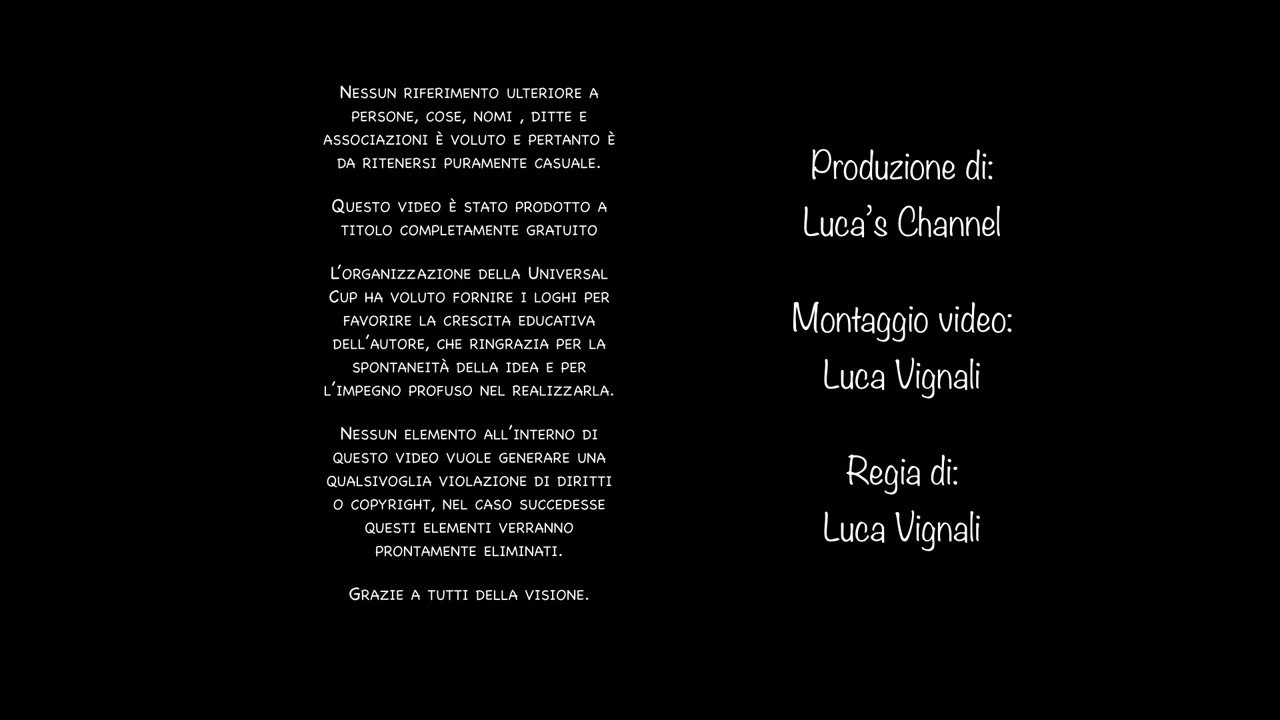 Nessun riferimento ulteriore a
persone, cose, nomi , ditte e
associazioni è voluto e pertanto è
da ritenersi puramente casuale.
Questo video è stato prodotto a
titolo completamente gratuito
L'organizzazione della Universal
Cup ha voluto fornire i loghi per
favorire la crescita educativa
dell'autore, che ringrazia per la
spontaneità della idea e per
l'impegno profuso nel realizzarla.
Nessun elemento all'interno di
questo video vuole generare una
qualsivoglia violazione di diritti
o copyright, nel caso succedesse
questi elementi verranno
prontamente eliminati.
Grazie a tutti della visione.
Produzione di:
Luca's Channel
Montaggio video:
Luca Vignali
Regia di:
Luca Vignali